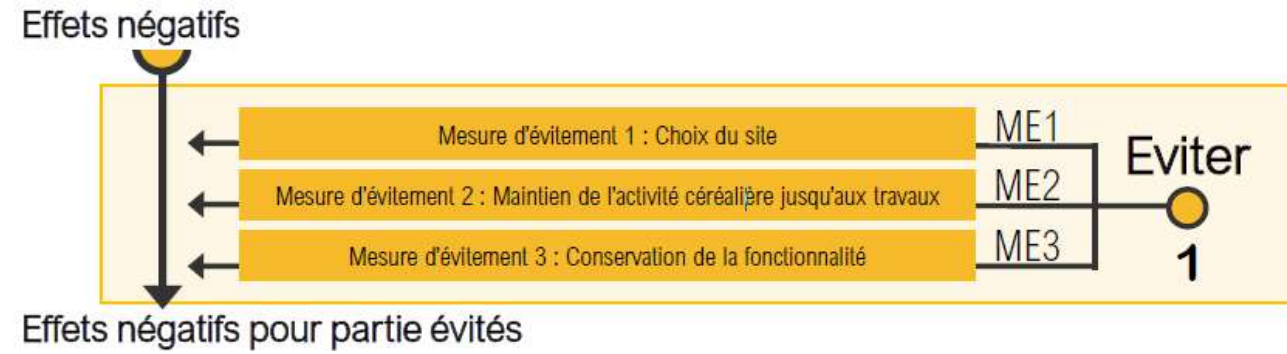 Effets négatifs
Mesure d'évitement 1 : Choix du site
ME1
Mesure d'évitement 2 : Maintien de l'activité céréalière jusqu'aux travaux
ME2
Mesure d'évitement 3 : Conservation de la fonctionnalité
ME3
Eviter
1
Effets négatifs pour partie évités